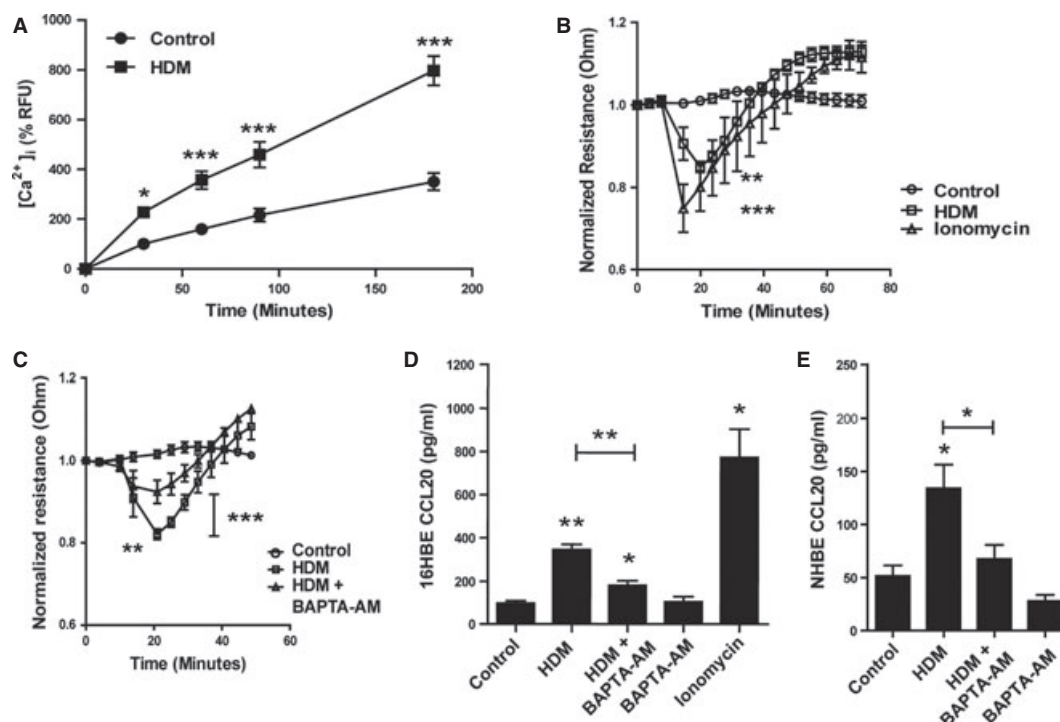 A
Control
HDM
[Ca²⁺]ᵢ (% RFU)
1000
800
600
400
200
0
*
***
***
***
0
50
100
150
200
Time (Minutes)
B
Normalized Resistance (Ohm)
1.2
1.0
0.8
0.6
**
***
Control
HDM
Ionomycin
0
20
40
60
80
Time (Minutes)
C
Normalized resistance (Ohm)
1.2
1.0
0.8
0.6
**
***
Control
HDM
HDM +
BAPTA-AM
0
20
40
60
Time (Minutes)
D
16HBE CCL20 (pg/ml)
1200
1000
800
600
400
200
0
**
**
*
*
Control
HDM
HDM +
BAPTA-AM
BAPTA-AM
Ionomycin
E
NHBE CCL20 (pg/ml)
250
200
150
100
50
0
*
*
Control
HDM
HDM +
BAPTA-AM
BAPTA-AM